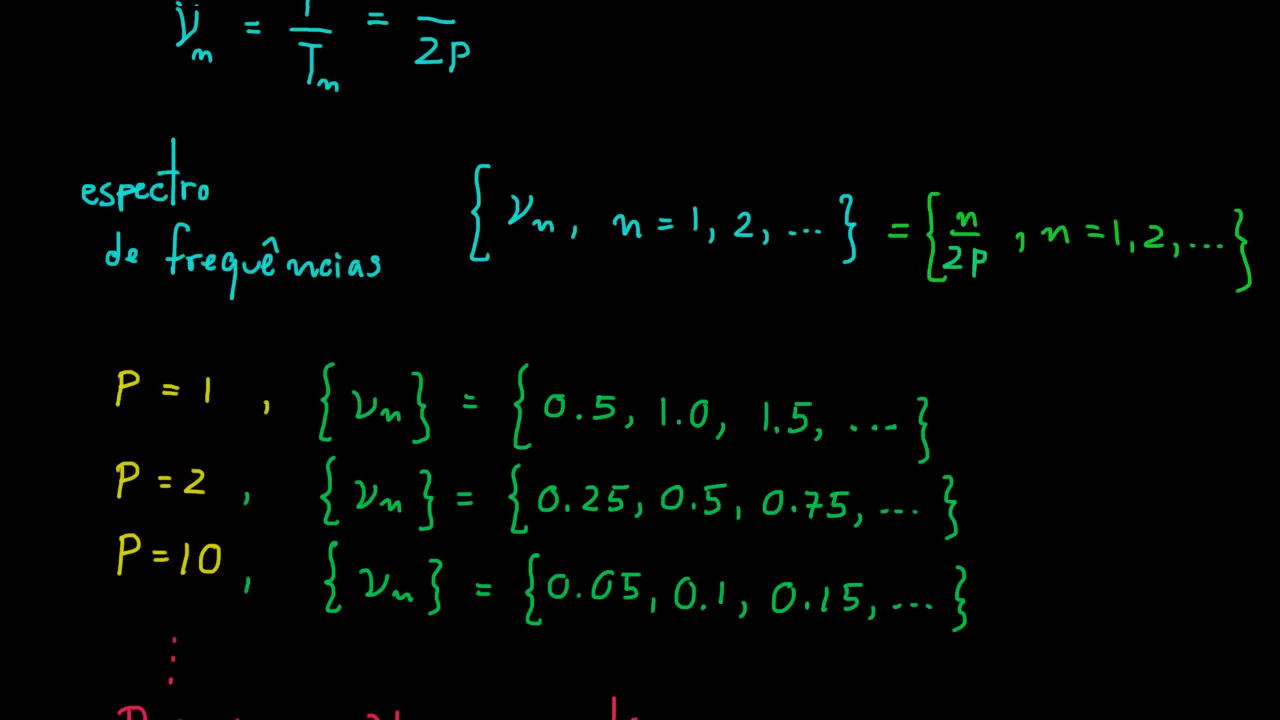 ν_n = 1/T_n = /2P
espectro
de frequências
{ν_n, n = 1, 2, ...} = {n/2P, n = 1, 2, ...}
P = 1, {ν_n} = {0.5, 1.0, 1.5, ...}
P = 2, {ν_n} = {0.25, 0.5, 0.75, ...}
P = 10, {ν_n} = {0.05, 0.1, 0.15, ...}
⋮